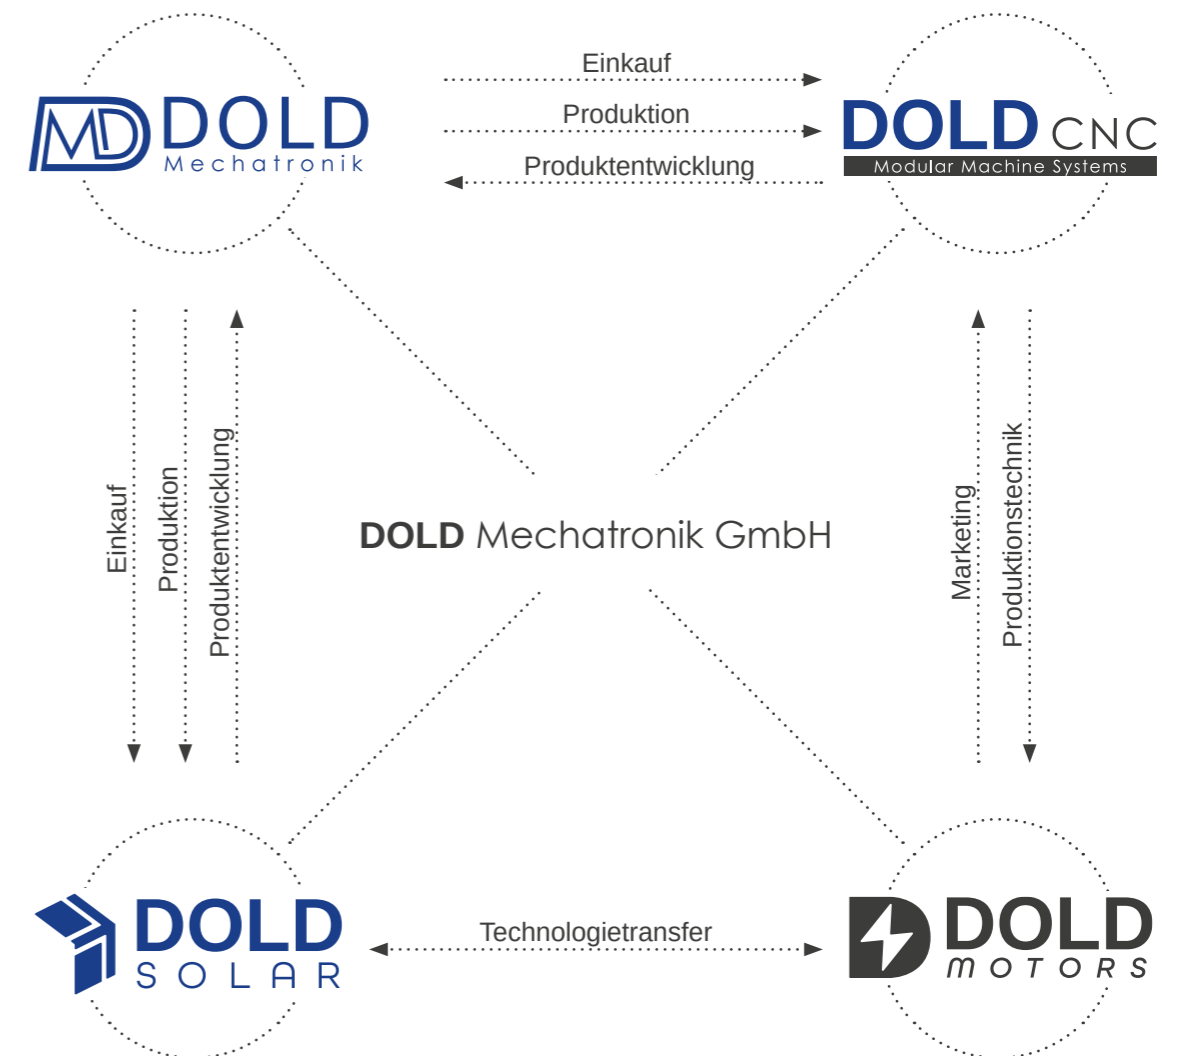 Einkauf
Produktion
Produktentwicklung
MD DOLD
Mechatronik
DOLD CNC
Modular Machine Systems
Einkauf
Produktion
Produktentwicklung
Marketing
Produktionstechnik
DOLD Mechatronik GmbH
DOLD
SOLAR
Technologietransfer
DOLD
MOTORS